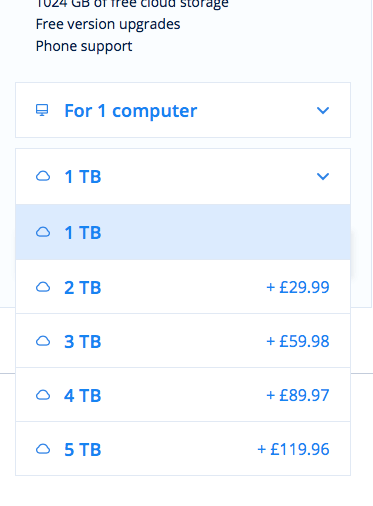 1024 GB of free cloud storage
Free version upgrades
Phone support
For 1 computer
1 TB
1 TB
2 TB + £29.99
3 TB + £59.98
4 TB + £89.97
5 TB + £119.96